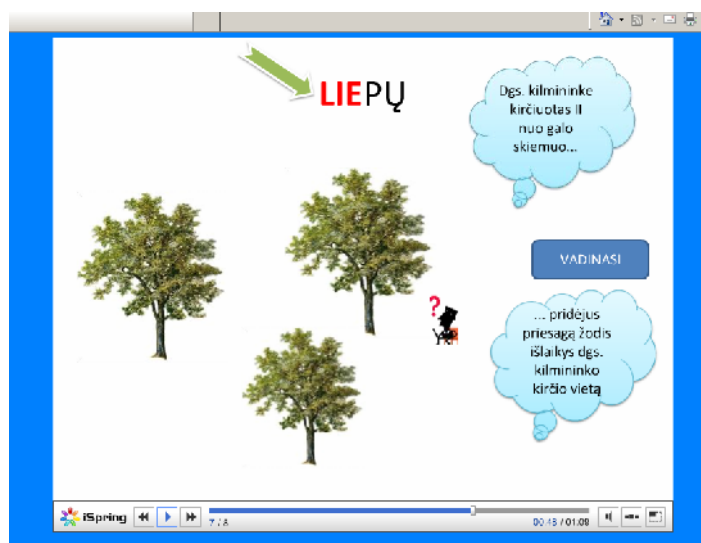 LIEPŲ
Dgs. kilmininke
kirčiuotas II
nuo galo
skiemuo...
VADINASI
?
... pridėjus
priesagą žodis
išlaikys dgs.
kilmininko
kirčio vietą
iSpring
7 / 8
00:48 / 01:09